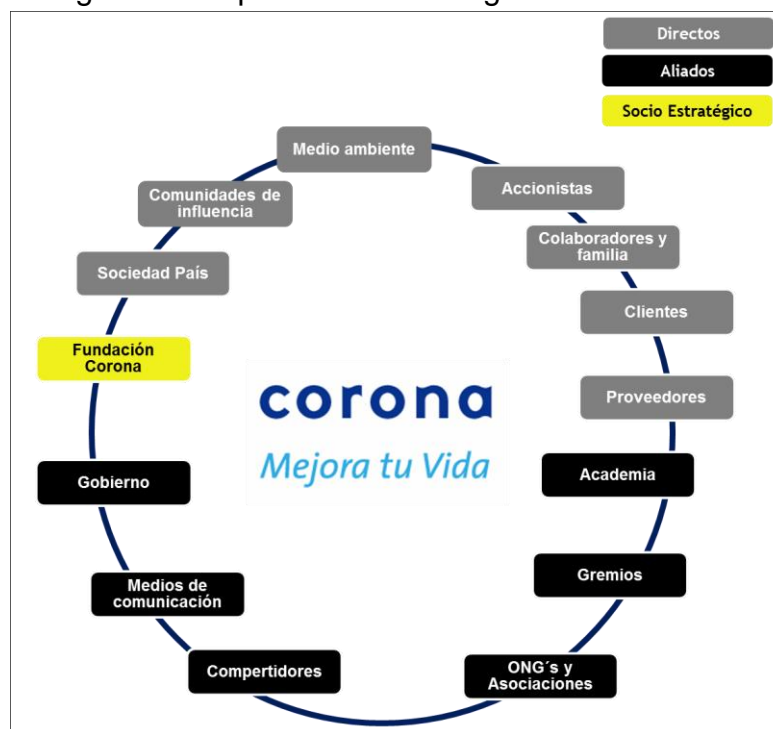 Directos
Aliados
Socio Estratégico
Medio ambiente
Accionistas
Comunidades de
influencia
Colaboradores y
familia
Sociedad País
Clientes
Fundación
Corona
Proveedores
corona
Mejora tu Vida
Gobierno
Academia
Medios de
comunicación
Gremios
Compertidores
ONG´s y
Asociaciones